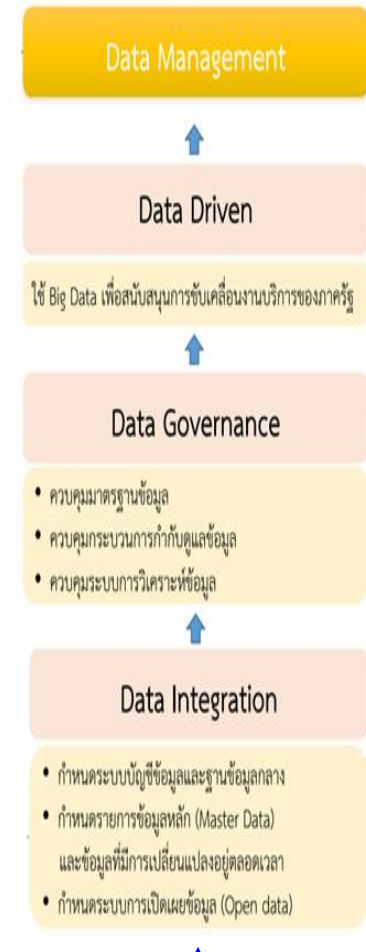 Data Management
Data Driven
ใช้ Big Data เพื่อสนับสนุนการขับเคลื่อนงานบริการของภาครัฐ
Data Governance
• ควบคุมมาตรฐานข้อมูล
• ควบคุมกระบวนการกำกับดูแลข้อมูล
• ควบคุมระบบการวิเคราะห์ข้อมูล
Data Integration
• กำหนดระบบบัญชีข้อมูลและฐานข้อมูลกลาง
• กำหนดรายการข้อมูลหลัก (Master Data)
และข้อมูลที่มีการเปลี่ยนแปลงอยู่ตลอดเวลา
• กำหนดระบบการเปิดเผยข้อมูล (Open data)